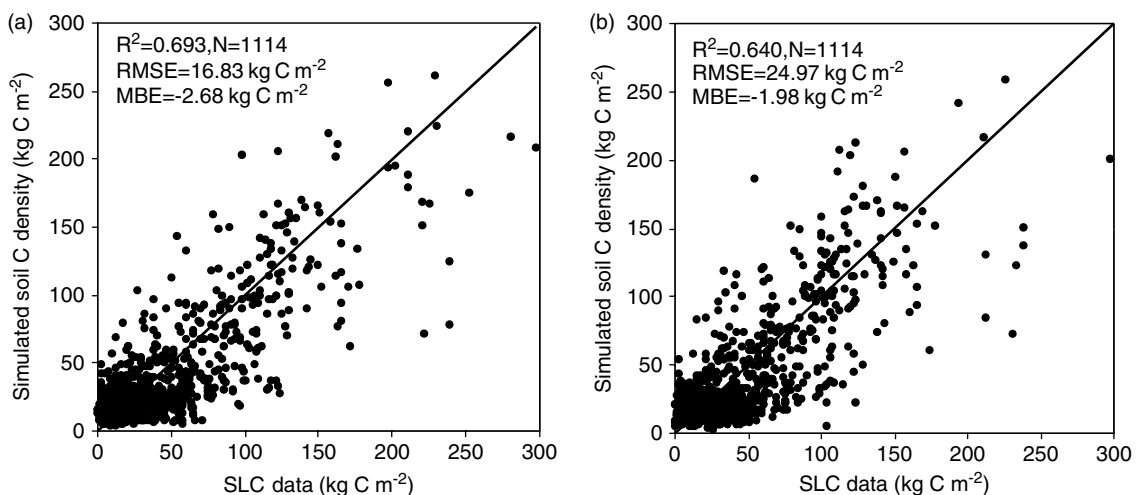 (a)
300
250
200
150
100
50
0
Simulated soil C density (kg C m⁻²)
R²=0.693,N=1114
RMSE=16.83 kg C m⁻²
MBE=-2.68 kg C m⁻²
0 50 100 150 200 250 300
SLC data (kg C m⁻²)
(b)
300
250
200
150
100
50
0
Simulated soil C density (kg C m⁻²)
R²=0.640,N=1114
RMSE=24.97 kg C m⁻²
MBE=-1.98 kg C m⁻²
0 50 100 150 200 250 300
SLC data (kg C m⁻²)